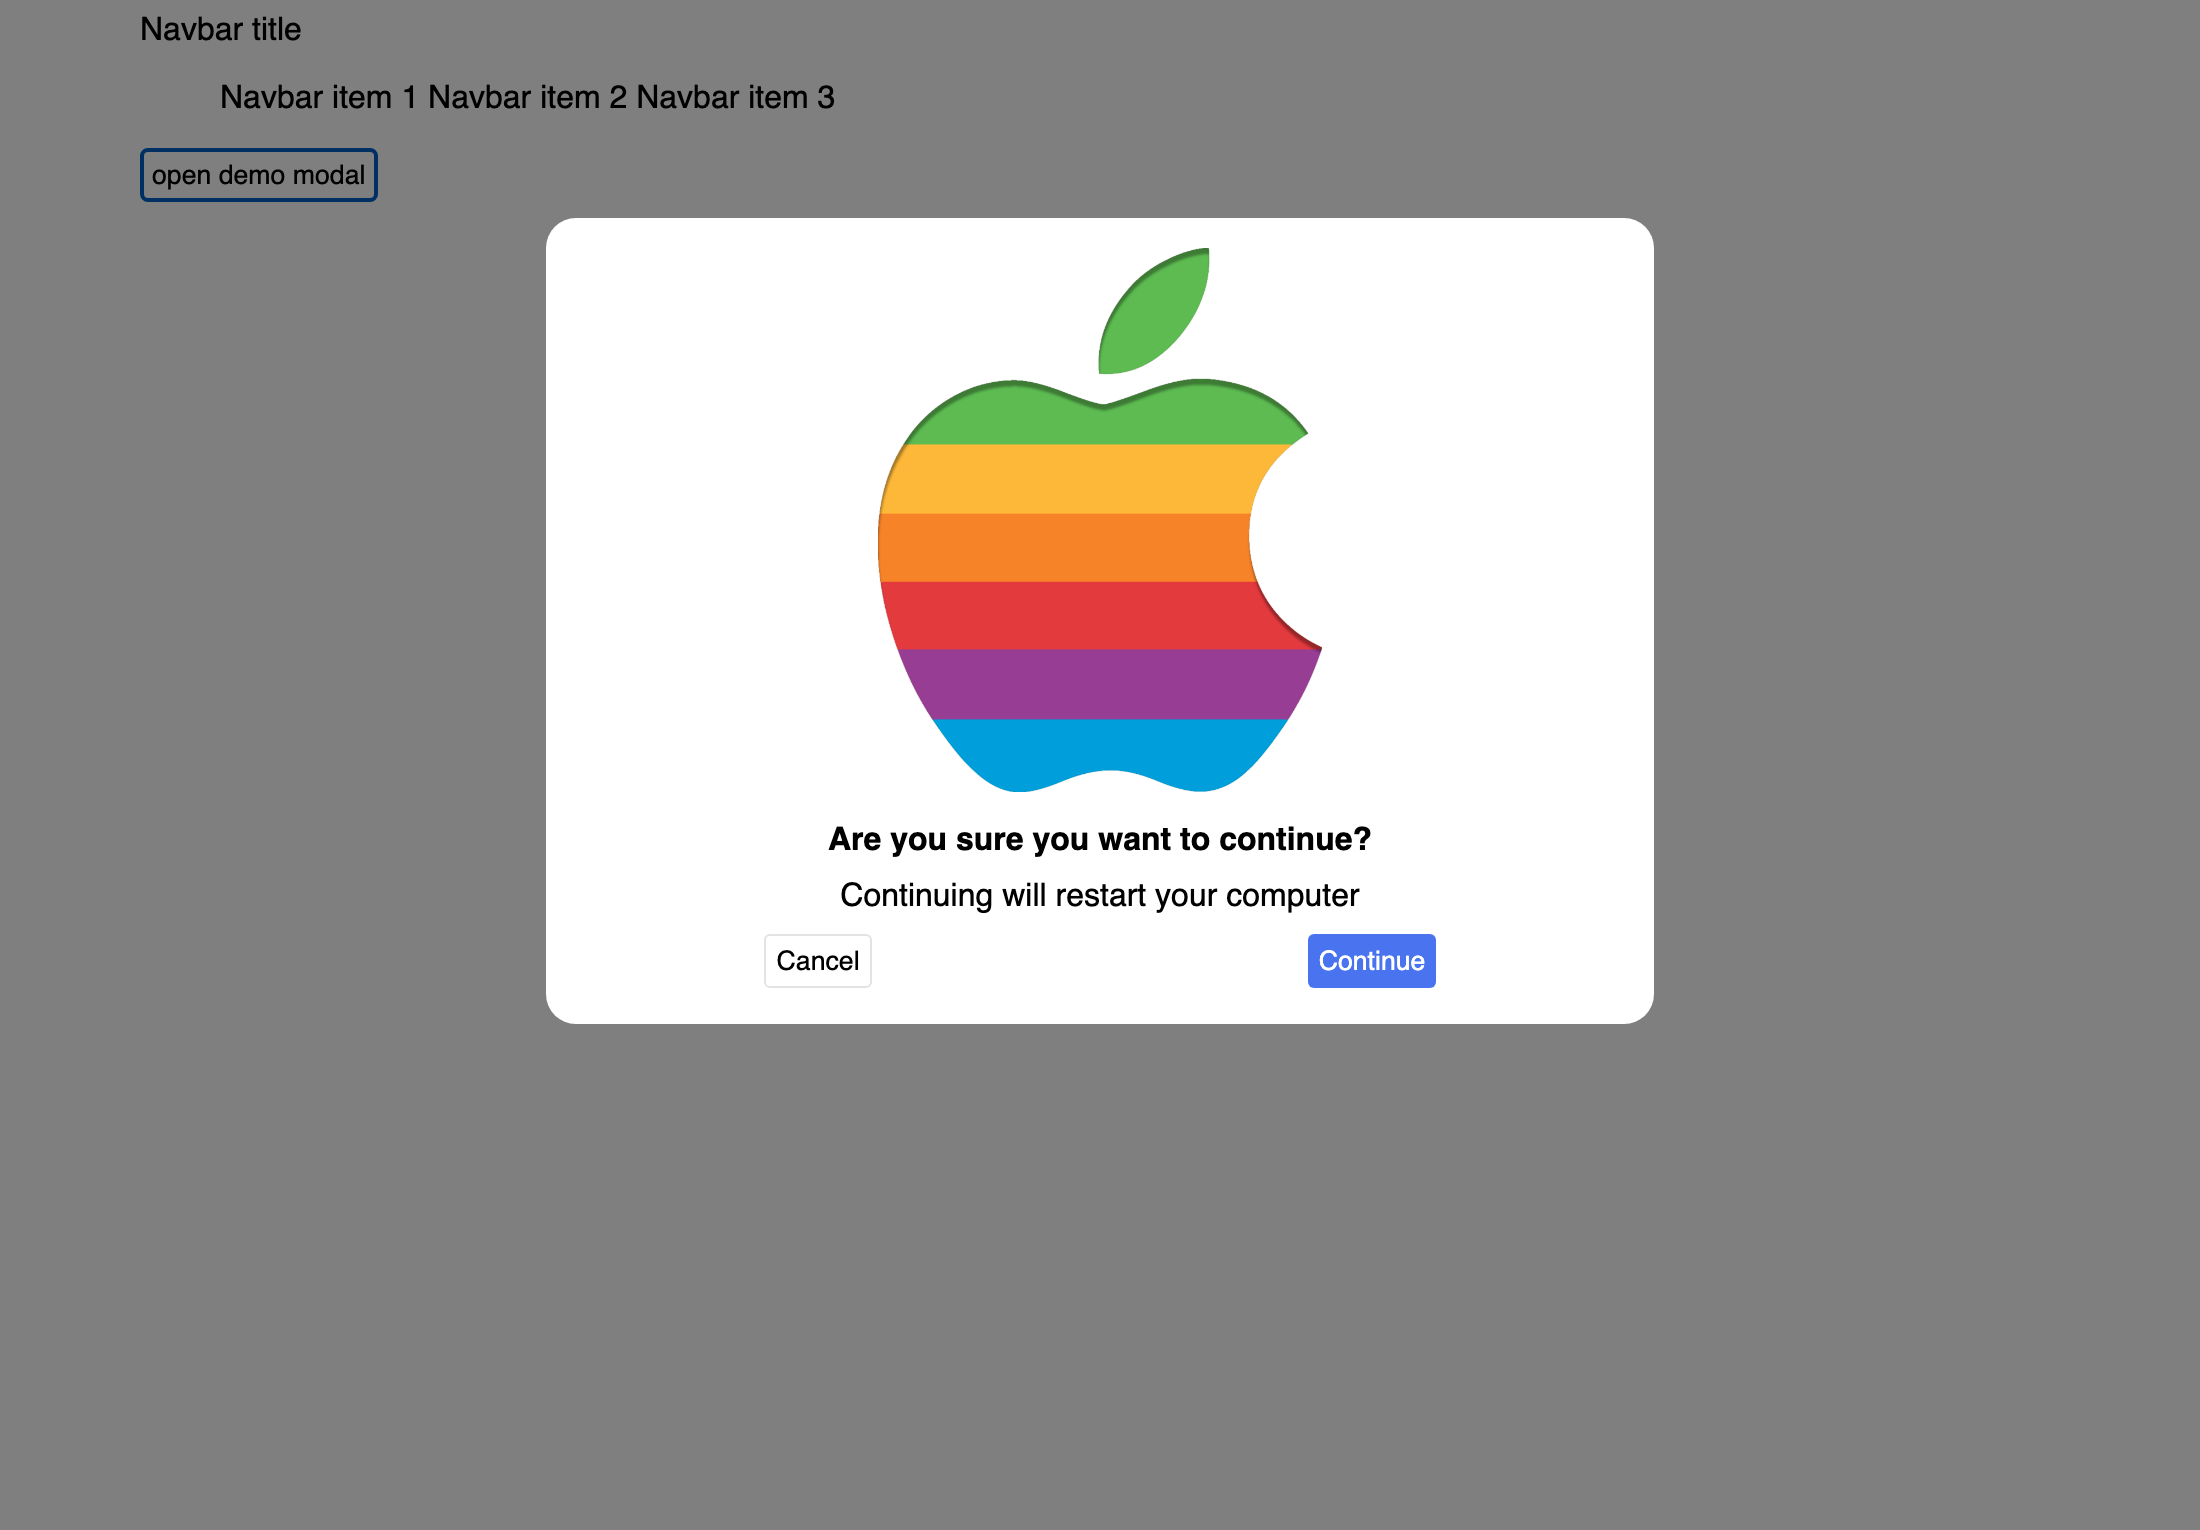 Navbar title
Navbar item 1 Navbar item 2 Navbar item 3
open demo modal
Are you sure you want to continue?
Continuing will restart your computer
Cancel
Continue